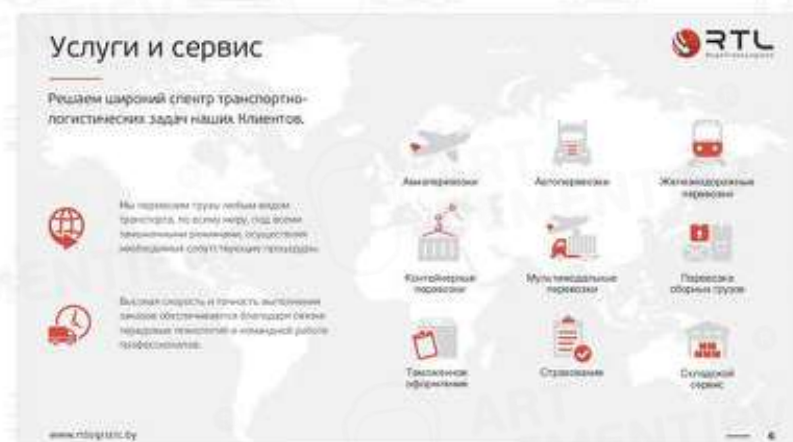 Услуги и сервис
RTL
Решаем широкий спектр транспортно-
логистических задач наших Клиентов.
Мы перевозим грузы любым видом
транспорта, по всему миру, под всеми
таможенными режимами, осуществляя
необходимые сопутствующие процедуры.
Высокая скорость и точность выполнения
заказов обеспечивается благодаря связке
передовых технологий и командной работе
профессионалов.
Авиаперевозки
Автоперевозки
Железнодорожные
перевозки
Контейнерные
перевозки
Мультимодальные
перевозки
Перевозка
сборных грузов
Таможенное
оформление
Страхование
Складской
сервис
6